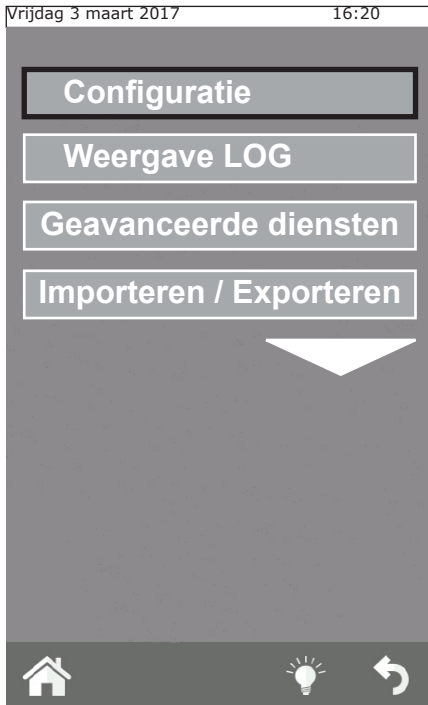 Vrijdag 3 maart 2017 16:20
Configuratie
Weergave LOG
Geavanceerde diensten
Importeren / Exporteren